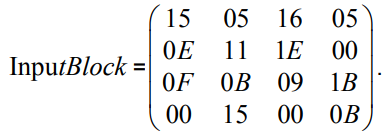 15 05 16 05
0E 11 1E 00
InputBlock = 0F 0B 09 1B .
00 15 00 0B